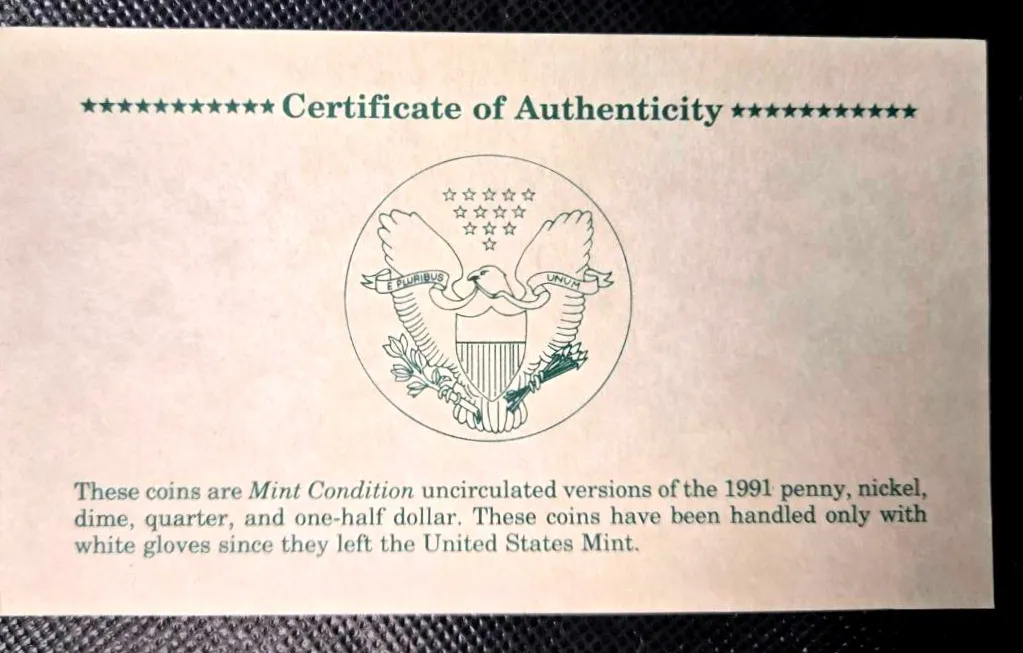 ★★★★★★★★★★★ Certificate of Authenticity ★★★★★★★★★★★
E PLURIBUS UNUM
These coins are Mint Condition uncirculated versions of the 1991 penny, nickel,
dime, quarter, and one-half dollar. These coins have been handled only with
white gloves since they left the United States Mint.